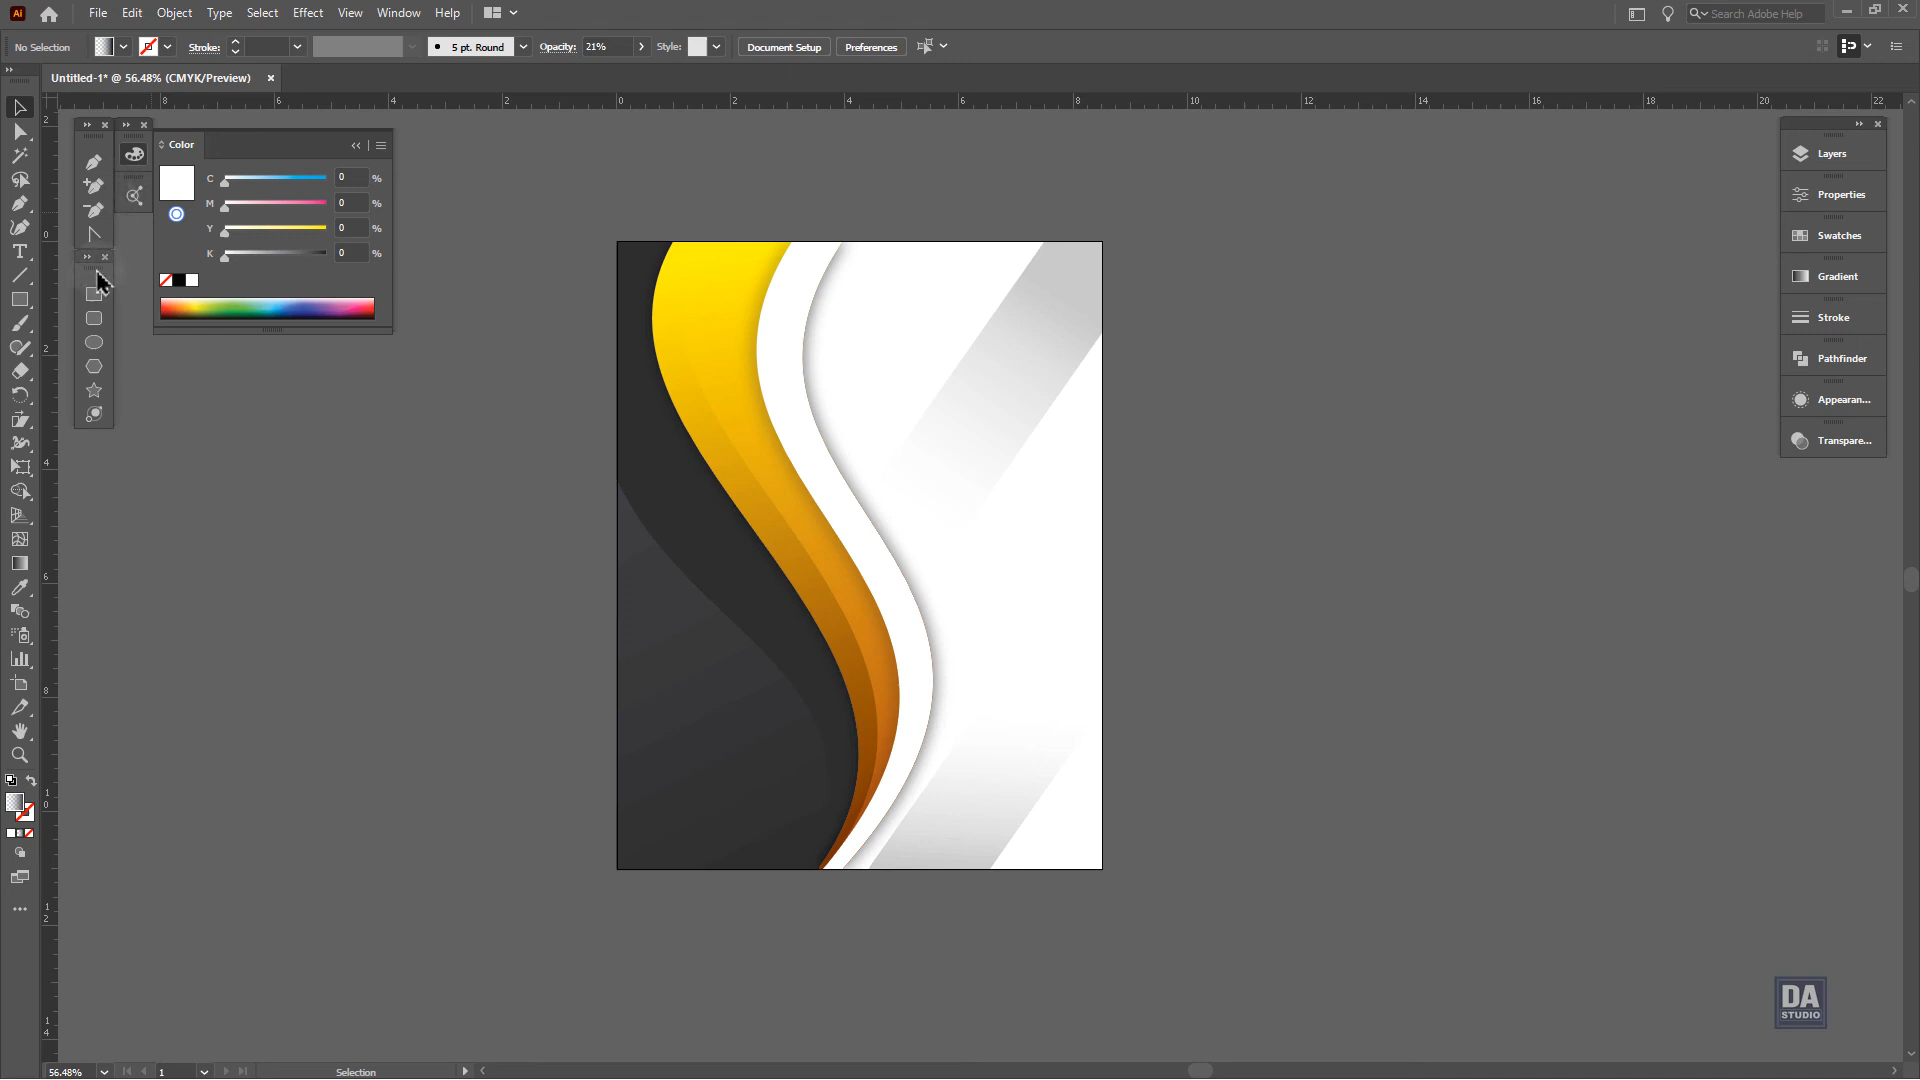 Ai File Edit Object Type Select Effect View Window Help Search Adobe Help
No Selection Stroke: 5 pt. Round Opacity: 21% Style: Document Setup Preferences
Untitled-1* @ 56.48% (CMYK/Preview)
8 6 4 2 0 2 4 6 8 10 12 14 16 18 20 22
2
0
2
4
6
8
1
0
1
2
1
4
Color
C 0 %
M 0 %
Y 0 %
K 0 %
Layers
Properties
Swatches
Gradient
Stroke
Pathfinder
Appearan...
Transpare...
DA
STUDIO
56.48% 1 Selection